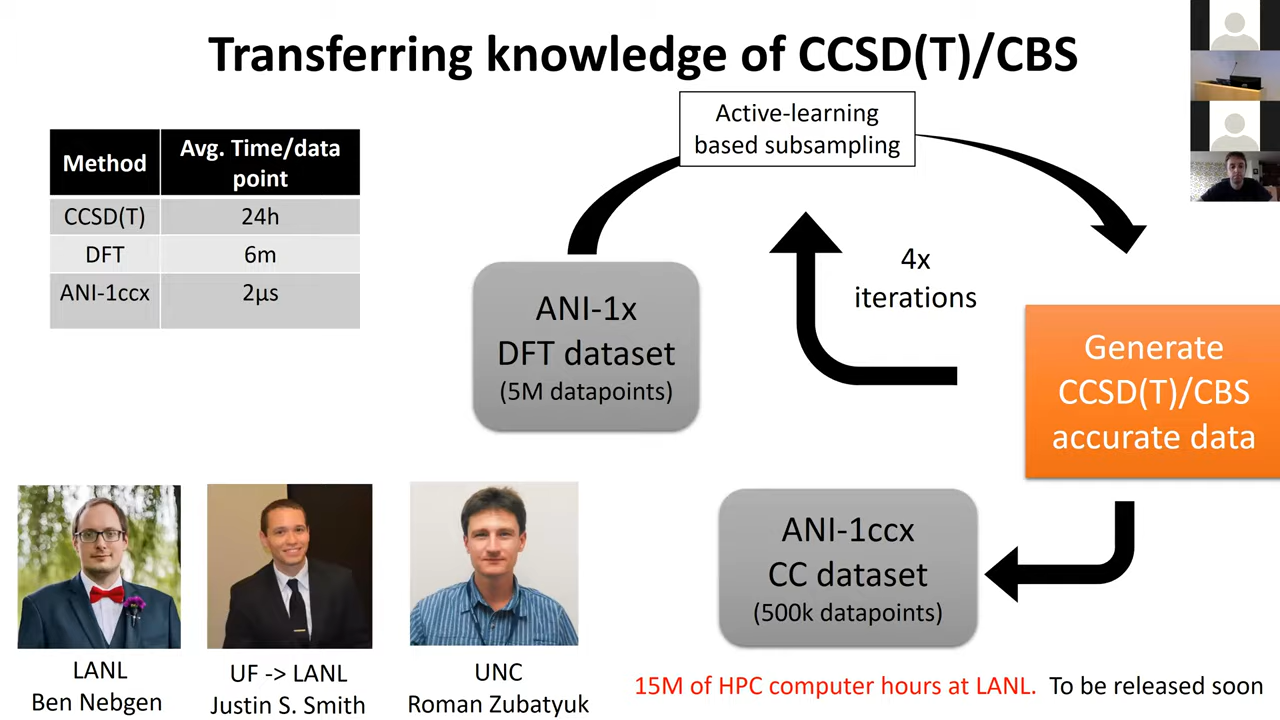 Transferring knowledge of CCSD(T)/CBS
Method
Avg. Time/data
point
CCSD(T)
24h
DFT
6m
ANI-1ccx
2µs
Active-learning
based subsampling
4x
iterations
ANI-1x
DFT dataset
(5M datapoints)
Generate
CCSD(T)/CBS
accurate data
ANI-1ccx
CC dataset
(500k datapoints)
LANL
Ben Nebgen
UF -> LANL
Justin S. Smith
UNC
Roman Zubatyuk
15M of HPC computer hours at LANL. To be released soon